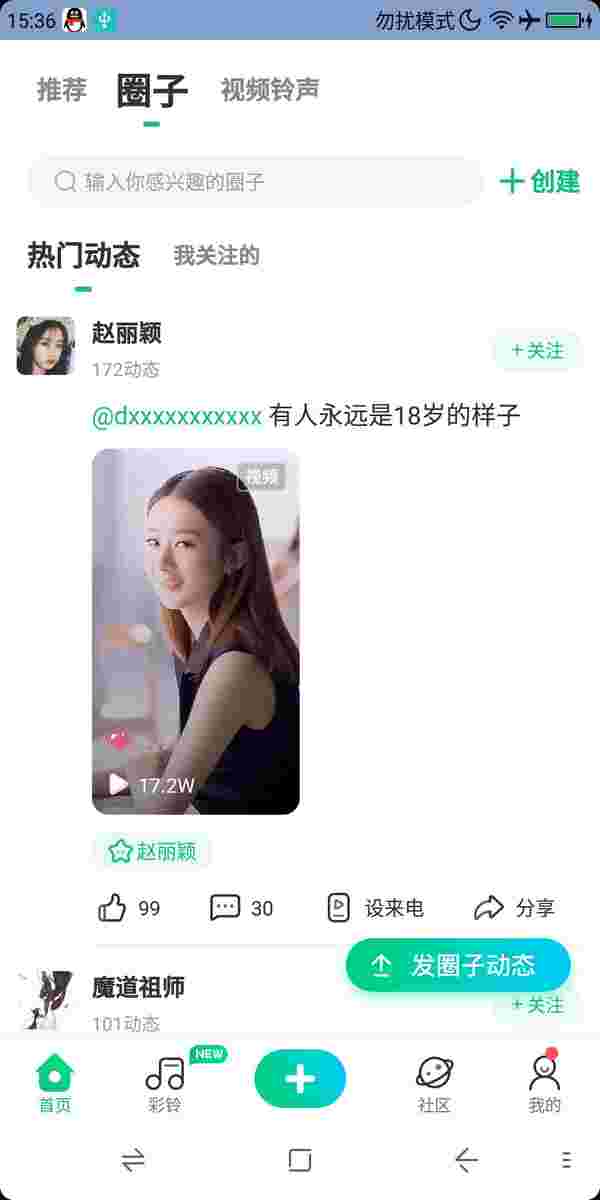 15:36 勿扰模式
推荐 圈子 视频铃声
输入你感兴趣的圈子 创建
热门动态 我关注的
赵丽颖
172动态
+关注
@dxxxxxxxxxxx 有人永远是18岁的样子
视频
17.2W
赵丽颖
99 30 设来电 分享
发圈子动态
魔道祖师
101动态
+关注
NEW
首页 彩铃 社区 我的